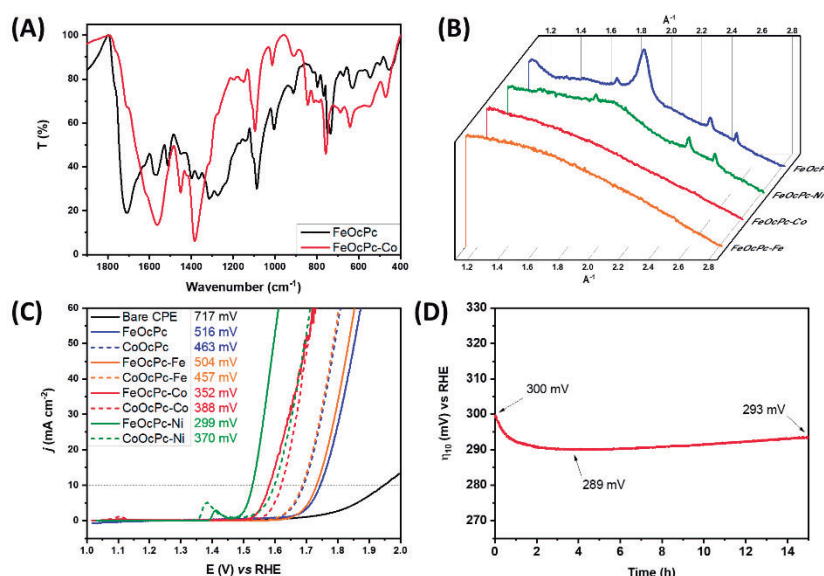 (A)
100
80
60
40
20
0
T (%)
1800 1600 1400 1200 1000 800 600 400
Wavenumber (cm⁻¹)
FeOcPc
FeOcPc-Co
(B)
A⁻¹
1.2 1.4 1.6 1.8 2.0 2.2 2.4 2.6 2.8
FeOcPc-Ni
FeOcPc-Co
FeOcPc-Fe
1.2 1.4 1.6 1.8 2.0 2.2 2.4 2.6 2.8
A⁻¹
(C)
60
50
40
30
20
10
0
j (mA cm⁻²)
Bare CPE 717 mV
FeOcPc 516 mV
CoOcPc 463 mV
FeOcPc-Fe 504 mV
CoOcPc-Fe 457 mV
FeOcPc-Co 352 mV
CoOcPc-Co 388 mV
FeOcPc-Ni 299 mV
CoOcPc-Ni 370 mV
1.0 1.1 1.2 1.3 1.4 1.5 1.6 1.7 1.8 1.9 2.0
E (V) vs RHE
(D)
330
320
310
300
290
280
270
265
η₁₀ (mV) vs RHE
300 mV
293 mV
289 mV
0 2 4 6 8 10 12 14
Time (h)